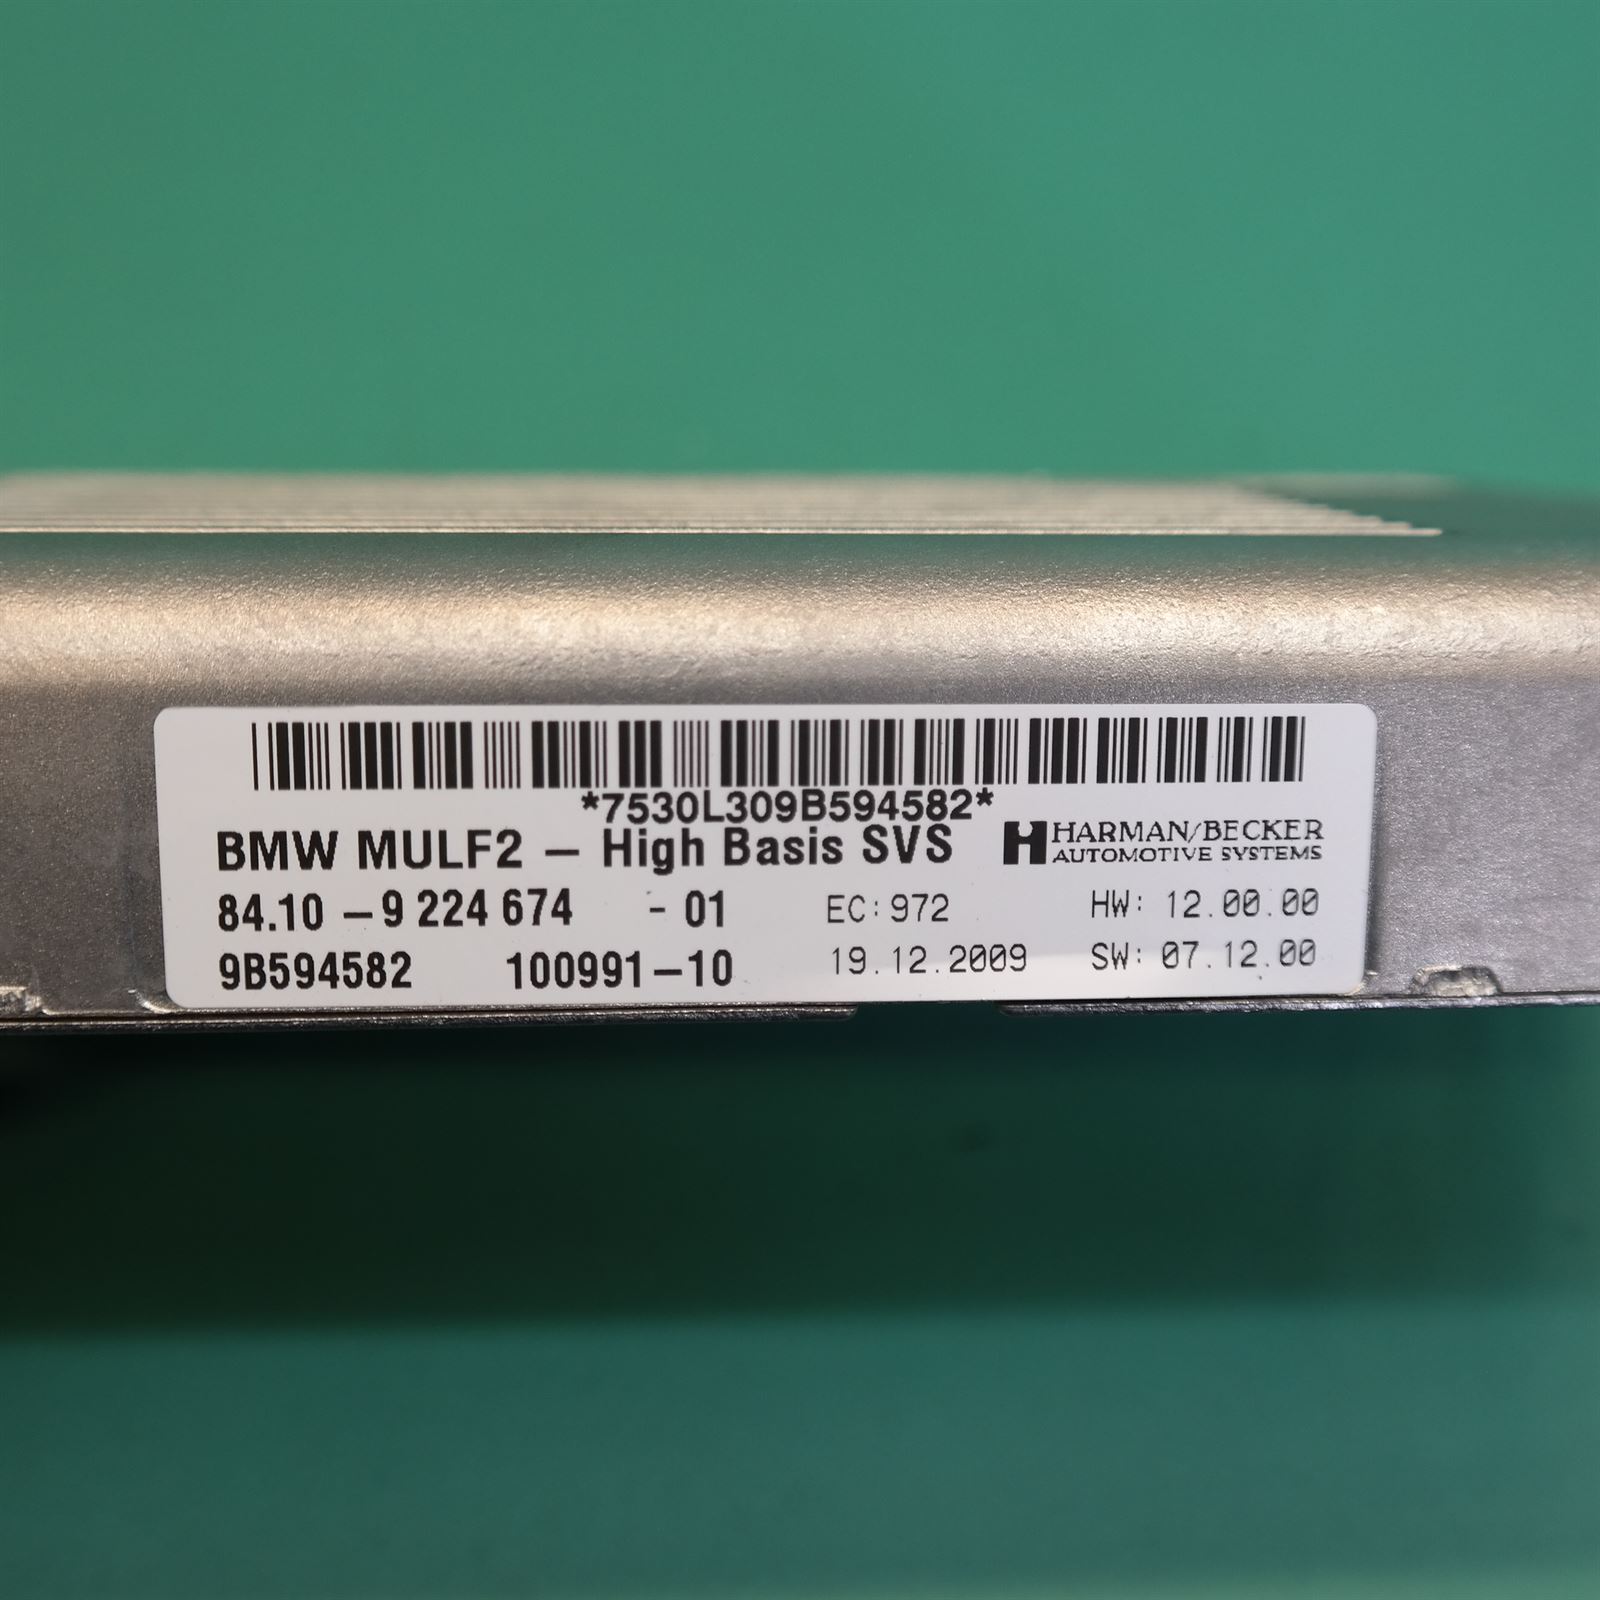 *7530L309B594582*
BMW MULF2 – High Basis SVS HARMAN/BECKER
AUTOMOTIVE SYSTEMS
84.10 –9 224 674 - 01 EC: 972 HW: 12.00.00
9B594582 100991–10 19.12.2009 SW: 07.12.00